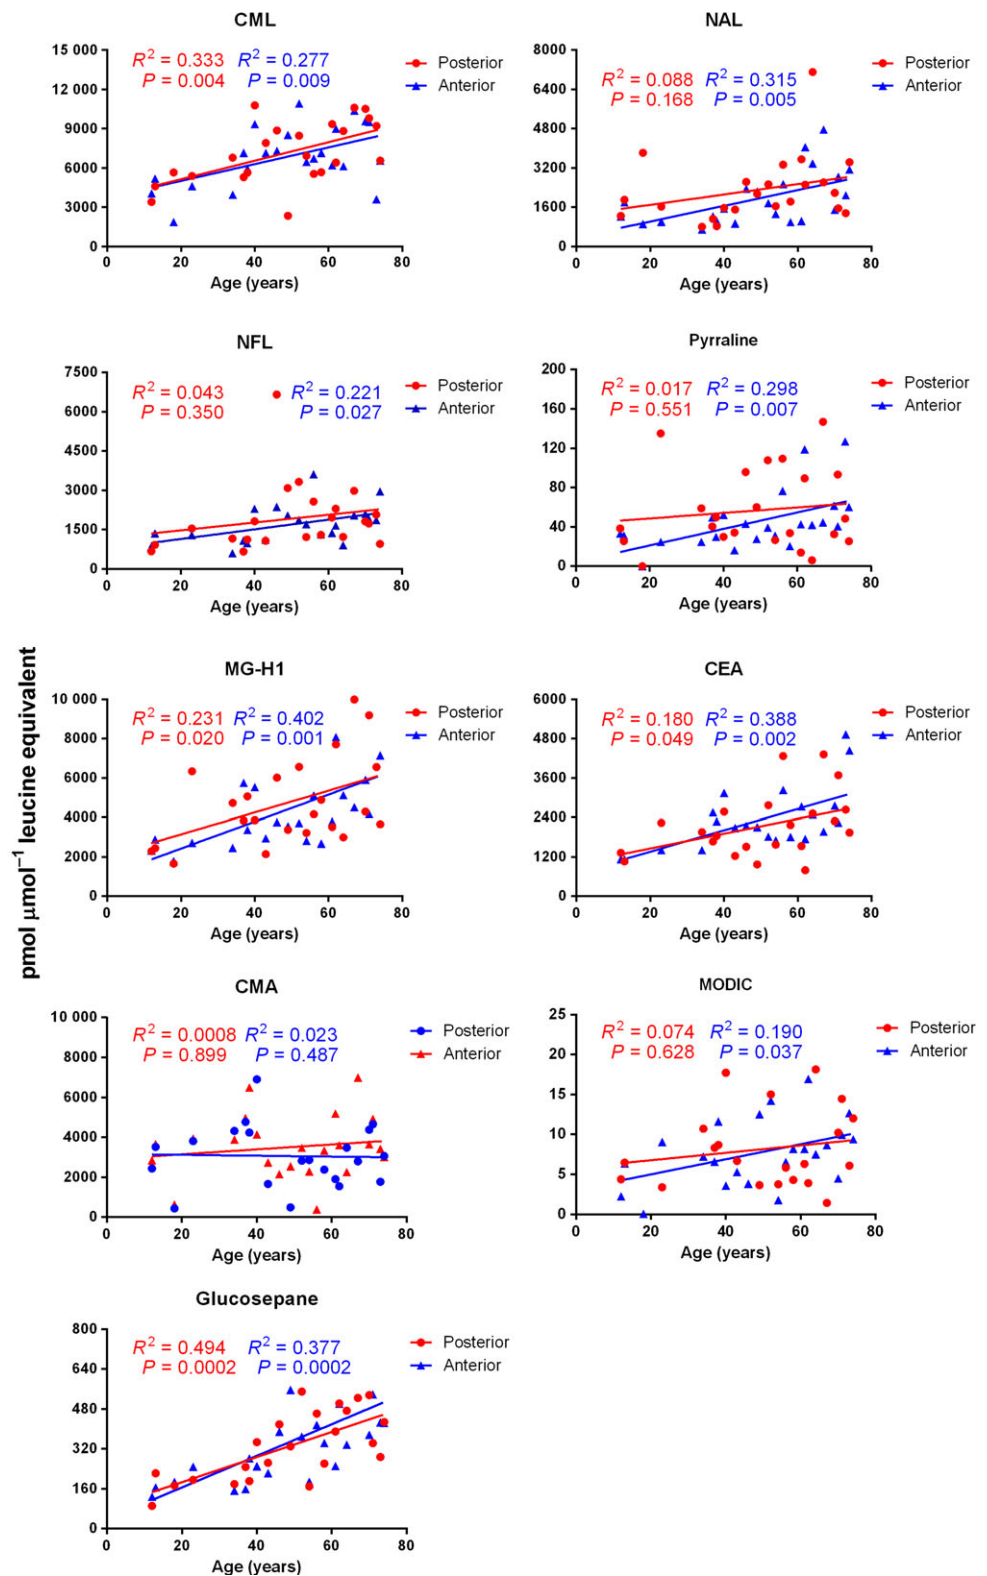 CML
15 000
12 000
9000
6000
3000
0
R² = 0.333 R² = 0.277
P = 0.004 P = 0.009
Posterior
Anterior
0 20 40 60 80
Age (years)
NAL
8000
6400
4800
3200
1600
0
R² = 0.088 R² = 0.315
P = 0.168 P = 0.005
Posterior
Anterior
0 20 40 60 80
Age (years)
NFL
7500
6000
4500
3000
1500
0
R² = 0.043 R² = 0.221
P = 0.350 P = 0.027
Posterior
Anterior
0 20 40 60 80
Age (years)
Pyrraline
200
160
120
80
40
0
R² = 0.017 R² = 0.298
P = 0.551 P = 0.007
Posterior
Anterior
0 20 40 60 80
Age (years)
pmol μmol⁻¹ leucine equivalent
MG-H1
10 000
8000
6000
4000
2000
0
R² = 0.231 R² = 0.402
P = 0.020 P = 0.001
Posterior
Anterior
0 20 40 60 80
Age (years)
CEA
6000
4800
3600
2400
1200
0
R² = 0.180 R² = 0.388
P = 0.049 P = 0.002
Posterior
Anterior
0 20 40 60 80
Age (years)
CMA
10 000
8000
6000
4000
2000
0
R² = 0.0008 R² = 0.023
P = 0.899 P = 0.487
Posterior
Anterior
0 20 40 60 80
Age (years)
MODIC
25
20
15
10
5
0
R² = 0.074 R² = 0.190
P = 0.628 P = 0.037
Posterior
Anterior
0 20 40 60 80
Age (years)
Glucosepane
800
640
480
320
160
0
R² = 0.494 R² = 0.377
P = 0.0002 P = 0.0002
Posterior
Anterior
0 20 40 60 80
Age (years)